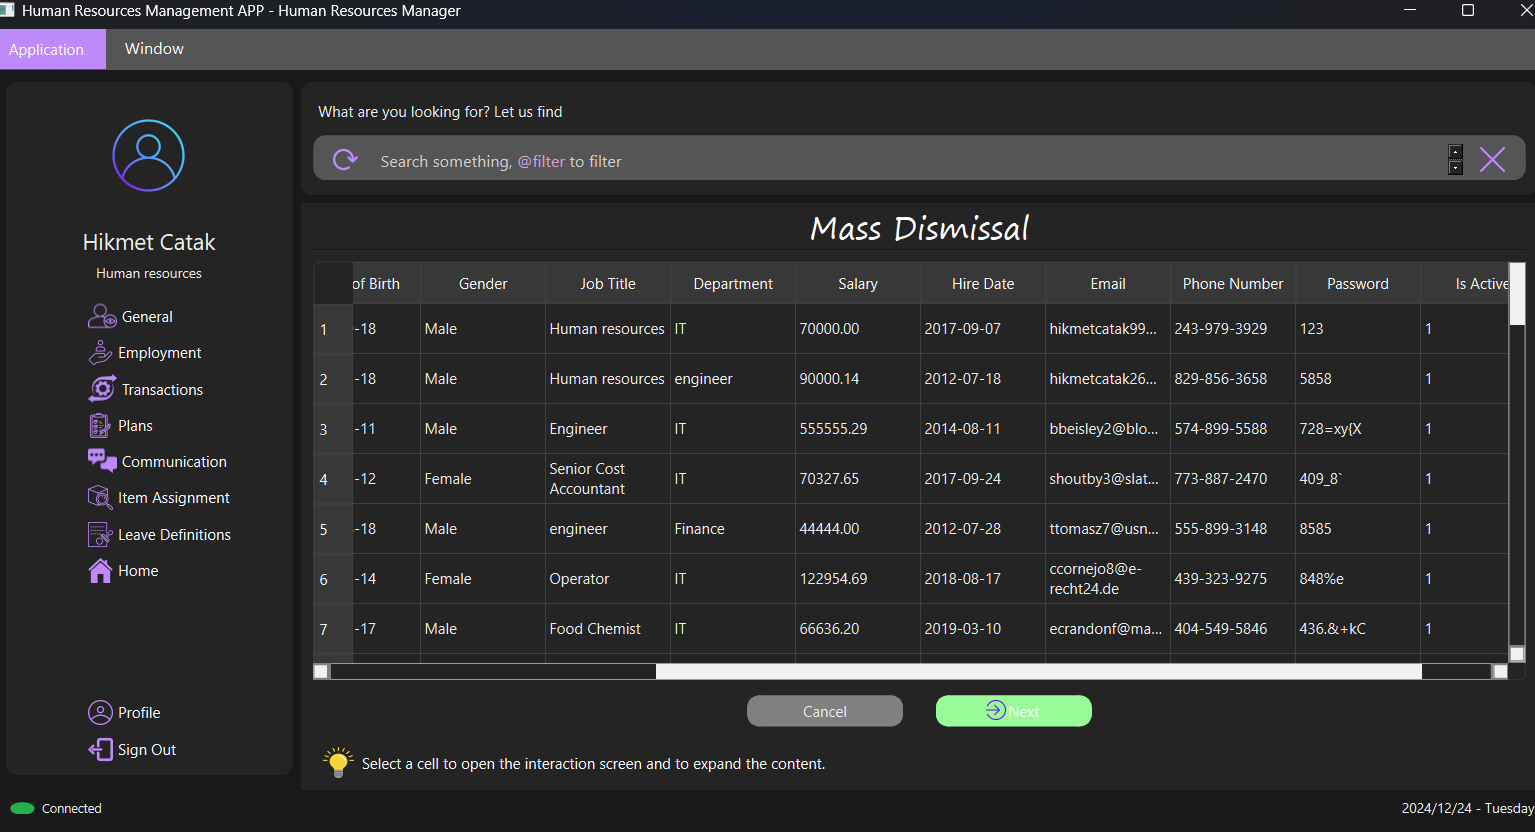 Human Resources Management APP - Human Resources Manager
Application Window
Hikmet Catak
Human resources
General
Employment
Transactions
Plans
Communication
Item Assignment
Leave Definitions
Home
Profile
Sign Out
What are you looking for? Let us find
Search something, @filter to filter
Mass Dismissal
of Birth Gender Job Title Department Salary Hire Date Email Phone Number Password Is Active
1 -18 Male Human resources IT 70000.00 2017-09-07 hikmetcatak99... 243-979-3929 123 1
2 -18 Male Human resources engineer 90000.14 2012-07-18 hikmetcatak26... 829-856-3658 5858 1
3 -11 Male Engineer IT 555555.29 2014-08-11 bbeisley2@blo... 574-899-5588 728=xy{X 1
4 -12 Female Senior Cost
Accountant IT 70327.65 2017-09-24 shoutby3@slat... 773-887-2470 409_8` 1
5 -18 Male engineer Finance 44444.00 2012-07-28 ttomasz7@usn... 555-899-3148 8585 1
6 -14 Female Operator IT 122954.69 2018-08-17 ccornejo8@e-
recht24.de 439-323-9275 848%e 1
7 -17 Male Food Chemist IT 66636.20 2019-03-10 ecrandonf@ma... 404-549-5846 436.&+kC 1
Cancel Next
Select a cell to open the interaction screen and to expand the content.
Connected 2024/12/24 - Tuesday